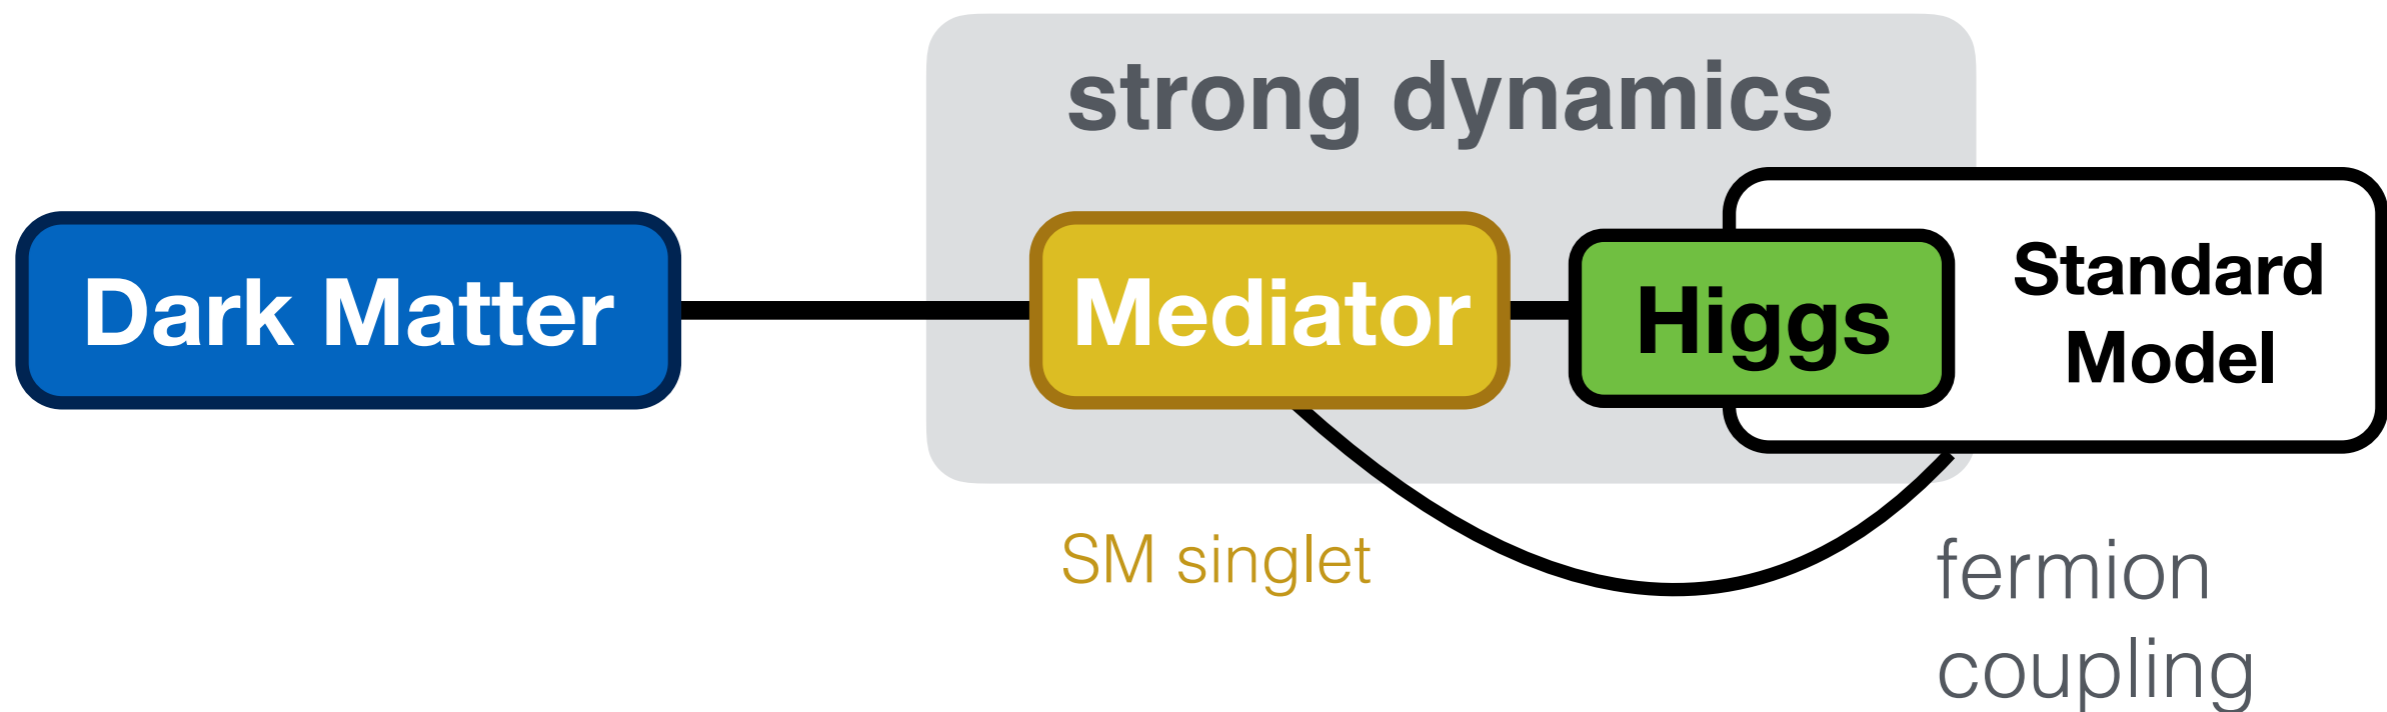 strong dynamics
Dark Matter
Mediator
Higgs
Standard
Model
SM singlet
fermion
coupling